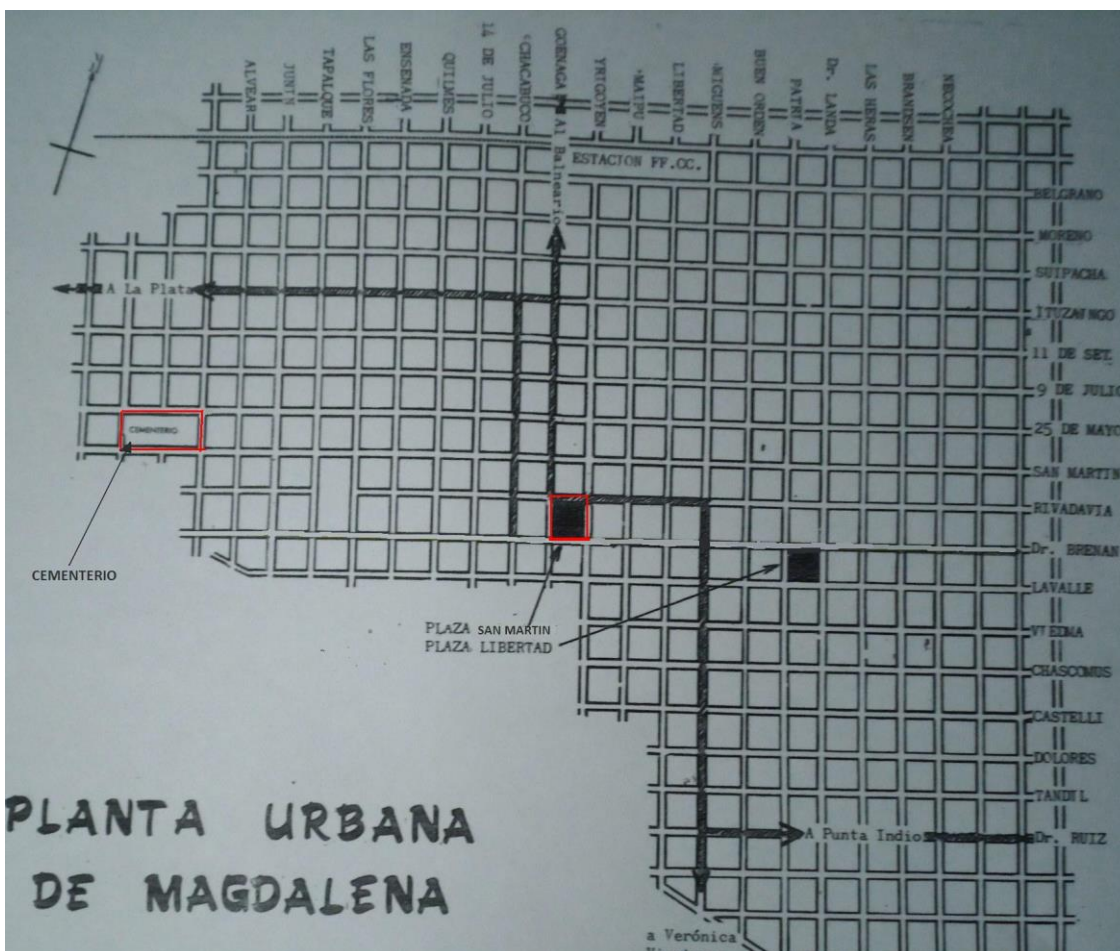 ALVEAR
JUNIN
TAPALQUE
LAS FLORES
ENSENADA
QUILMES
14 DE JULIO
CHACABUCO
GOENAGA
Al Balneario
YRIGOYEN
MAIPU
LIBERTAD
MIGUENS
BUEN ORDEN
PATRIA
Dr. LANDA
LAS HERAS
BRANDSEN
NECOCHEA
ESTACION FF.CC.
BELGRANO
MORENO
SUIPACHA
A La Plata
ITUZAINGO
11 DE SET.
9 DE JULIO
25 DE MAYO
CEMENTERIO
SAN MARTIN
RIVADAVIA
Dr. BRENAN
CEMENTERIO
LAVALLE
PLAZA SAN MARTIN
PLAZA LIBERTAD
VIEDMA
CHASCOMUS
CASTELLI
DOLORES
TANDIL
A Punta Indio
Dr. RUIZ
PLANTA URBANA
DE MAGDALENA
a Verónica